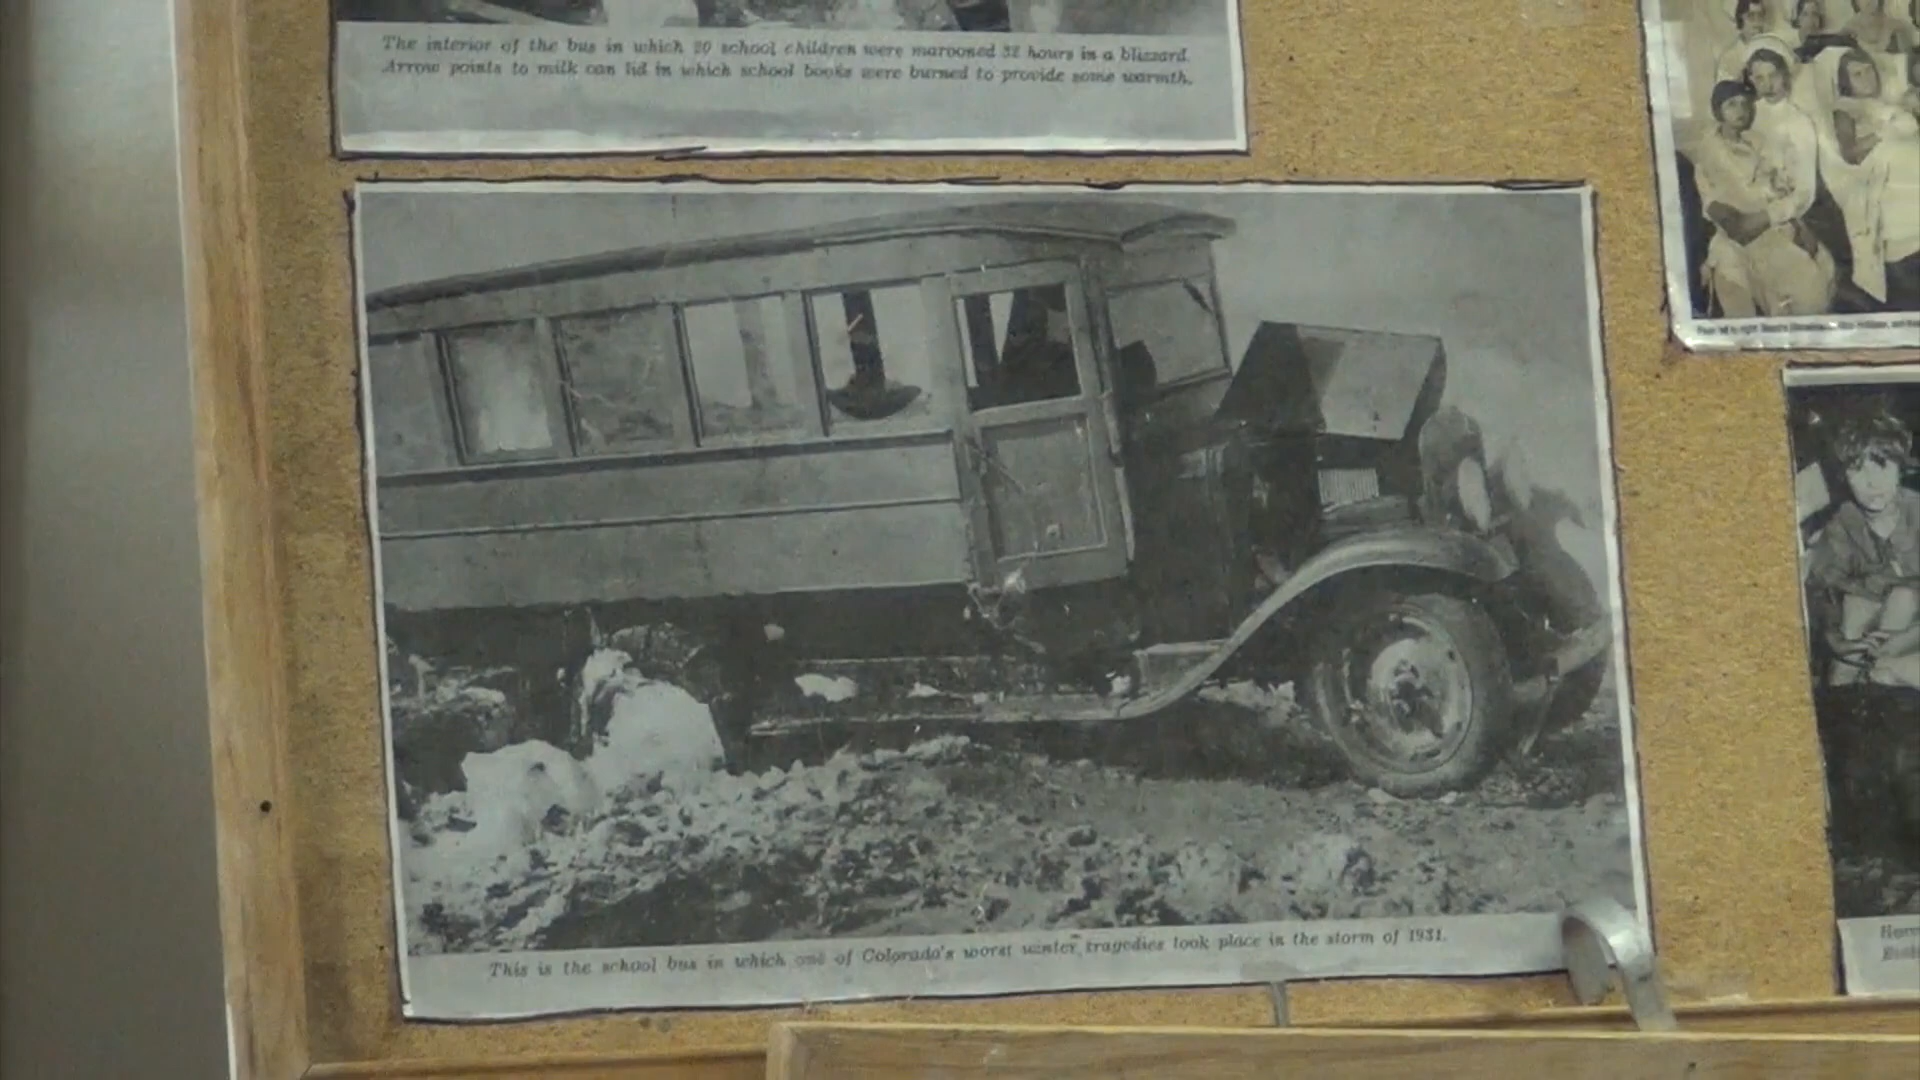 The interior of the bus in which 20 school children were marooned 32 hours in a blizzard.
Arrow points to milk can lid in which school books were burned to provide some warmth.
This is the school bus in which one of Colorado's worst winter tragedies took place in the storm of 1931.